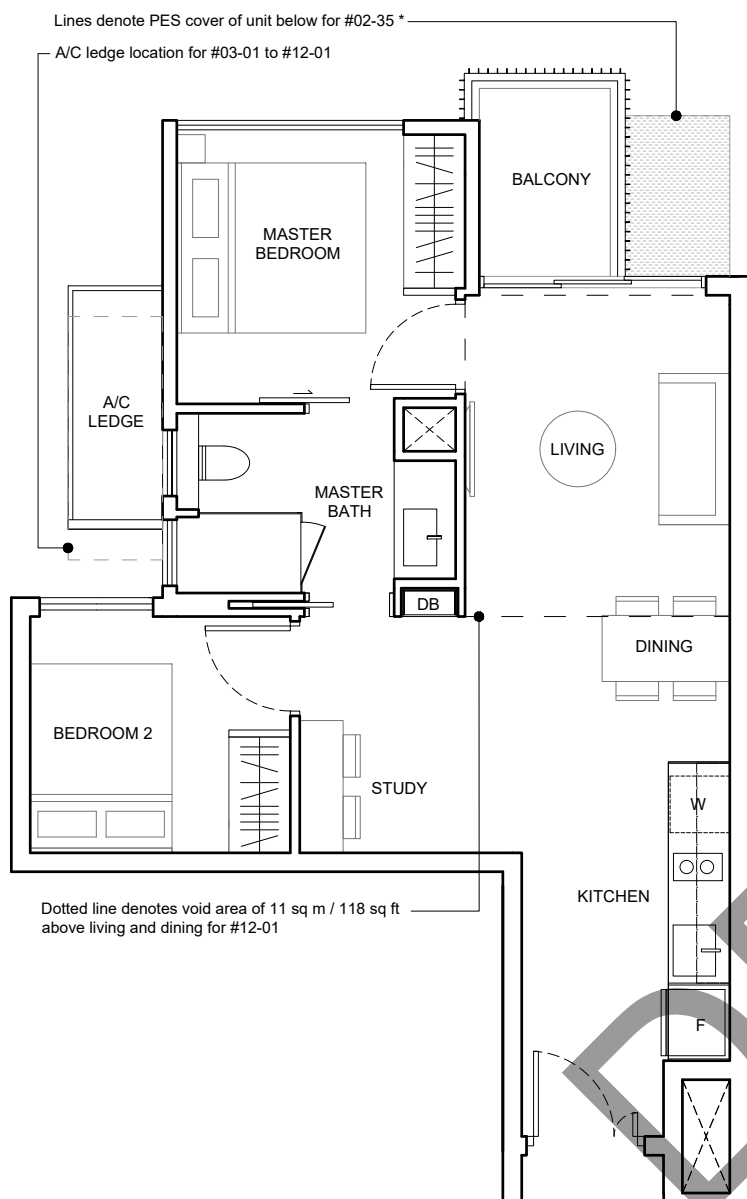 Lines denote PES cover of unit below for #02-35 *
A/C ledge location for #03-01 to #12-01
BALCONY
MASTER
BEDROOM
A/C
LEDGE
LIVING
MASTER
BATH
DB
DINING
BEDROOM 2
STUDY
W
KITCHEN
Dotted line denotes void area of 11 sq m / 118 sq ft
above living and dining for #12-01
F